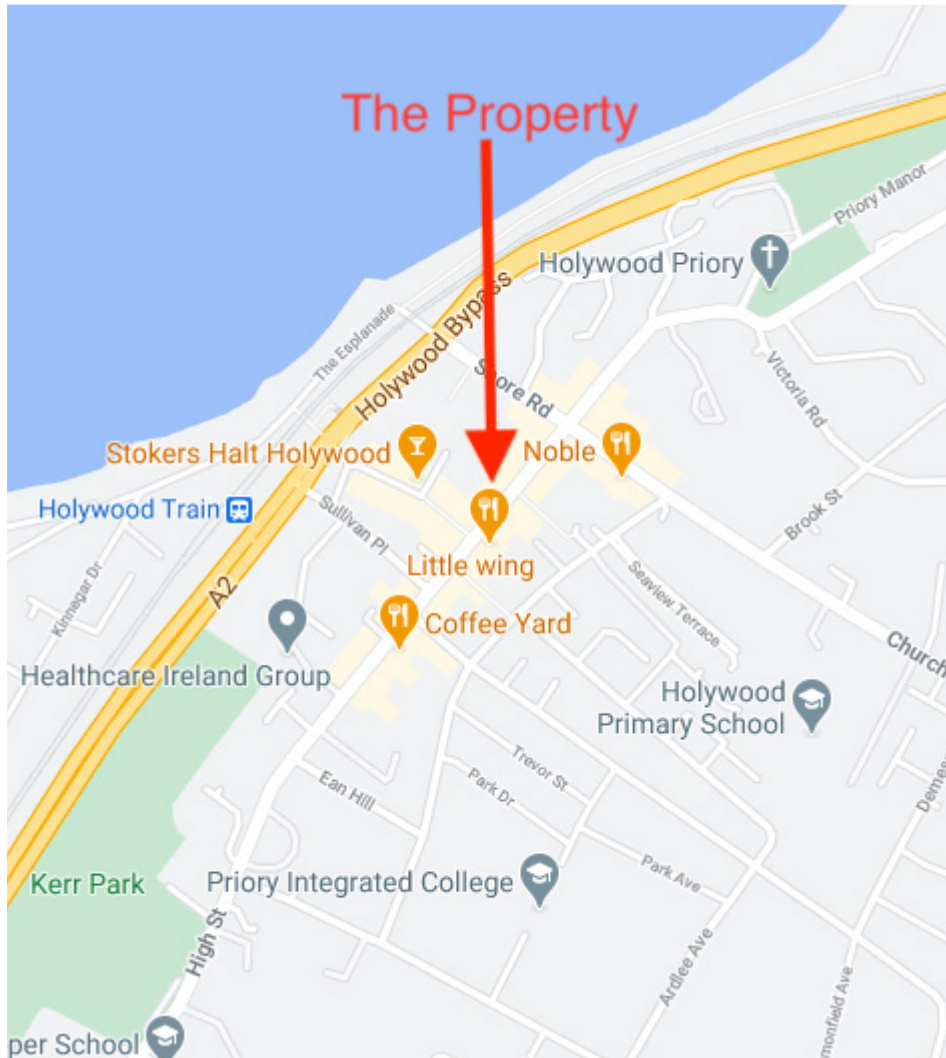 The Property
Priory Manor
Holywood Priory
The Esplanade
Holywood Bypass
Shore Rd
Victoria Rd
Stokers Halt Holywood
Noble
Holywood Train
Sullivan Pl
Little wing
Brook St
Kinnegar Dr
A2
Seaview Terrace
Coffee Yard
Healthcare Ireland Group
Church
Holywood
Primary School
Trevor St
Ean Hill
Park Dr
Demes
Kerr Park
Priory Integrated College
Park Ave
High St
Ardlee Ave
monfield Ave
per School